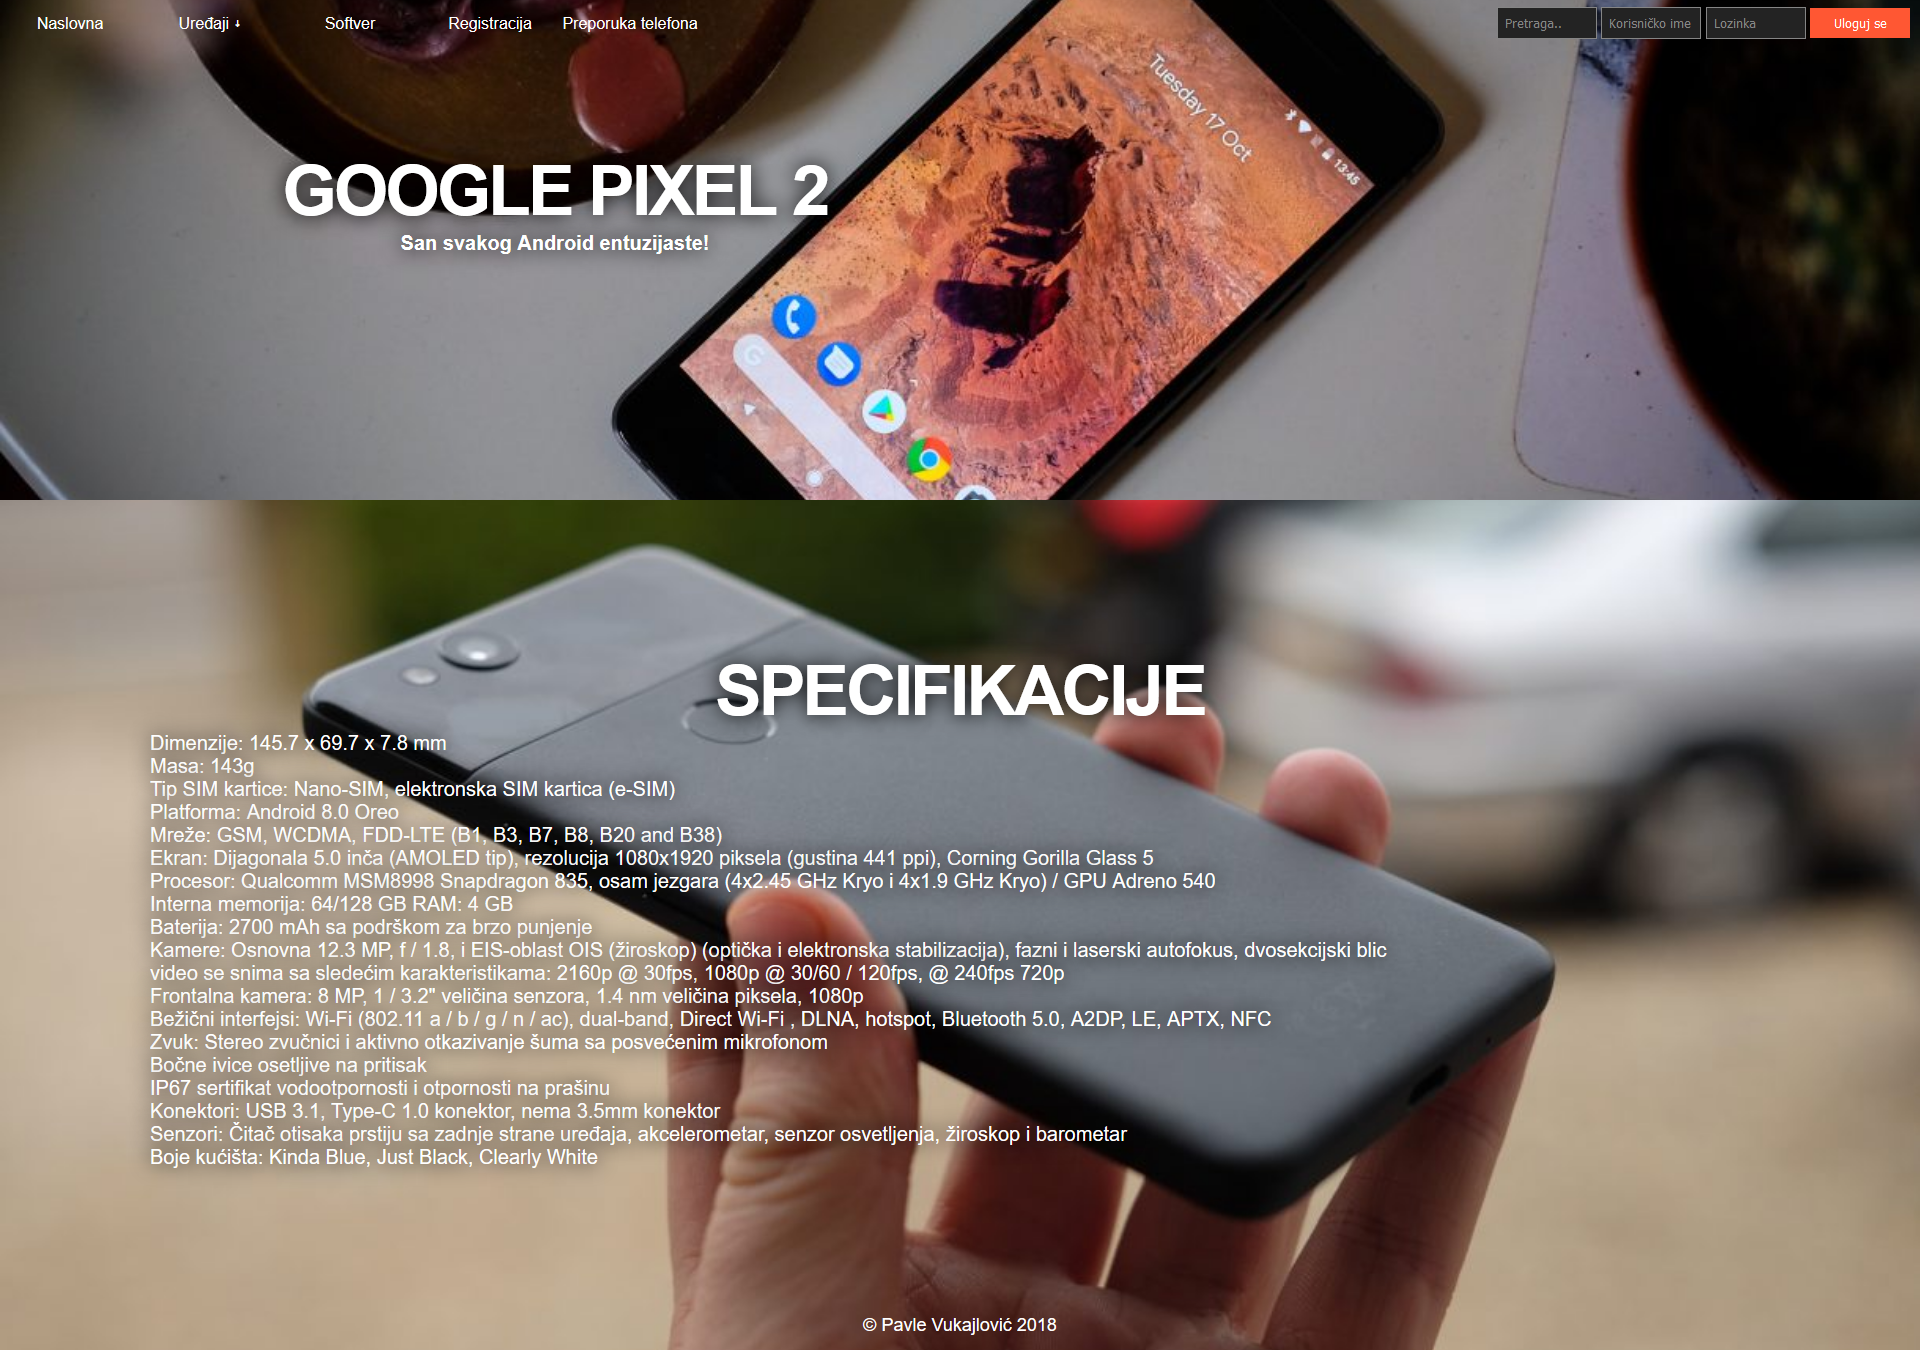 Naslovna Uređaji ↓ Softver Registracija Preporuka telefona Pretraga.. Korisničko ime Lozinka Uloguj se
Tuesday 17 Oct
13:45
GOOGLE PIXEL 2
San svakog Android entuzijaste!
G
SPECIFIKACIJE
Dimenzije: 145.7 x 69.7 x 7.8 mm
Masa: 143g
Tip SIM kartice: Nano-SIM, elektronska SIM kartica (e-SIM)
Platforma: Android 8.0 Oreo
Mreže: GSM, WCDMA, FDD-LTE (B1, B3, B7, B8, B20 and B38)
Ekran: Dijagonala 5.0 inča (AMOLED tip), rezolucija 1080x1920 piksela (gustina 441 ppi), Corning Gorilla Glass 5
Procesor: Qualcomm MSM8998 Snapdragon 835, osam jezgara (4x2.45 GHz Kryo i 4x1.9 GHz Kryo) / GPU Adreno 540
Interna memorija: 64/128 GB RAM: 4 GB
Baterija: 2700 mAh sa podrškom za brzo punjenje
Kamere: Osnovna 12.3 MP, f / 1.8, i EIS-oblast OIS (žiroskop) (optička i elektronska stabilizacija), fazni i laserski autofokus, dvosekcijski blic
video se snima sa sledećim karakteristikama: 2160p @ 30fps, 1080p @ 30/60 / 120fps, @ 240fps 720p
Frontalna kamera: 8 MP, 1 / 3.2" veličina senzora, 1.4 nm veličina piksela, 1080p
Bežični interfejsi: Wi-Fi (802.11 a / b / g / n / ac), dual-band, Direct Wi-Fi , DLNA, hotspot, Bluetooth 5.0, A2DP, LE, APTX, NFC
Zvuk: Stereo zvučnici i aktivno otkazivanje šuma sa posvećenim mikrofonom
Bočne ivice osetljive na pritisak
IP67 sertifikat vodootpornosti i otpornosti na prašinu
Konektori: USB 3.1, Type-C 1.0 konektor, nema 3.5mm konektor
Senzori: Čitač otisaka prstiju sa zadnje strane uređaja, akcelerometar, senzor osvetljenja, žiroskop i barometar
Boje kućišta: Kinda Blue, Just Black, Clearly White
© Pavle Vukajlović 2018